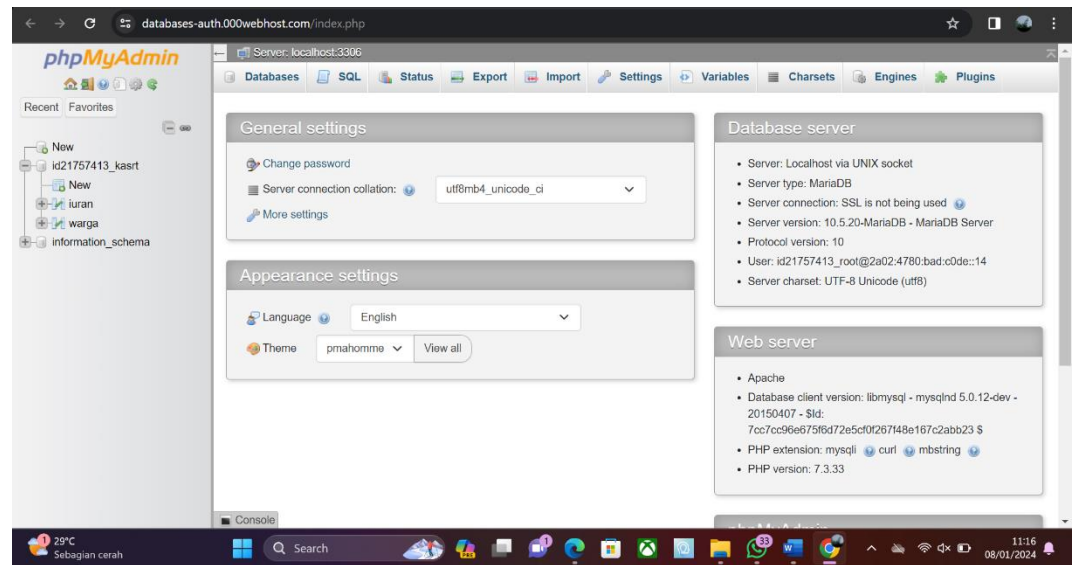 databases-auth.000webhost.com/index.php
phpMyAdmin
Recent Favorites
New
id21757413_kasrt
New
iuran
warga
information_schema
Server: localhost:3306
Databases SQL Status Export Import Settings Variables Charsets Engines Plugins
General settings
Change password
Server connection collation: utf8mb4_unicode_ci
More settings
Appearance settings
Language English
Theme pmahomme View all
Database server
• Server: Localhost via UNIX socket
• Server type: MariaDB
• Server connection: SSL is not being used
• Server version: 10.5.20-MariaDB - MariaDB Server
• Protocol version: 10
• User: id21757413_root@2a02:4780:bad:c0de::14
• Server charset: UTF-8 Unicode (utf8)
Web server
• Apache
• Database client version: libmysql - mysqlnd 5.0.12-dev -
20150407 - $Id:
7cc7cc96e675f6d72e5cf0f267f48e167c2abb23 $
• PHP extension: mysqli curl mbstring
• PHP version: 7.3.33
phpMyAdmin
Console
1
29°C
Sebagian cerah
Search
PRE
33
11:16
08/01/2024